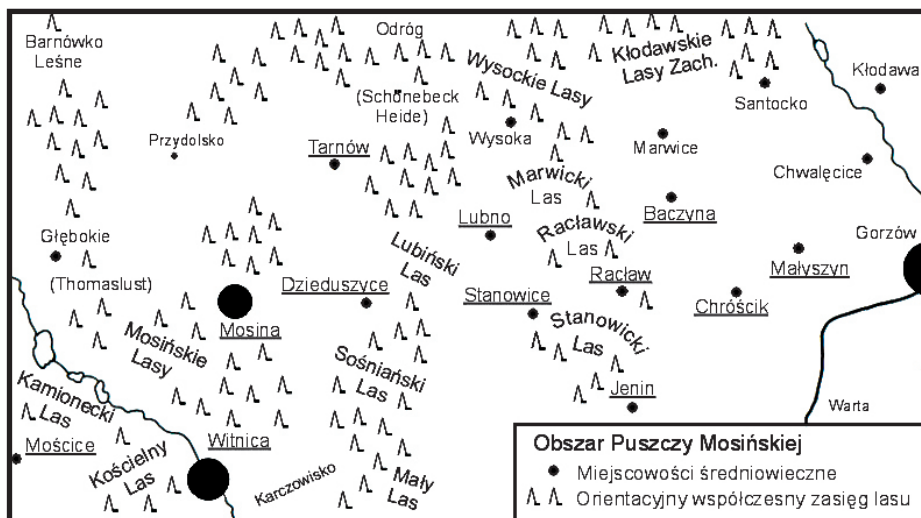 Barnówko
Leśne
Odróg
Wysockie Lasy
Kłodawskie
Lasy Zach.
Kłodawa
(Schönebeck
Heide)
Santocko
Przydolsko
Tarnów
Wysoka
Marwice
Chwalęcice
Marwicki
Las
Baczyna
Głębokie
Lubno
Racławski
Las
Gorzów
Małyszyn
(Thomaslust)
Lubiński
Las
Dzieduszyce
Stanowice
Racław
Chróścik
Mosina
Mosińskie
Lasy
Stanowicki
Las
Sośniański
Las
Jenin
Kamionecki
Las
Warta
Mościce
Witnica
Kościelny
Las
Karczowisko
Mały
Las
Obszar Puszczy Mosińskiej
Miejscowości średniowieczne
Orientacyjny współczesny zasięg lasu